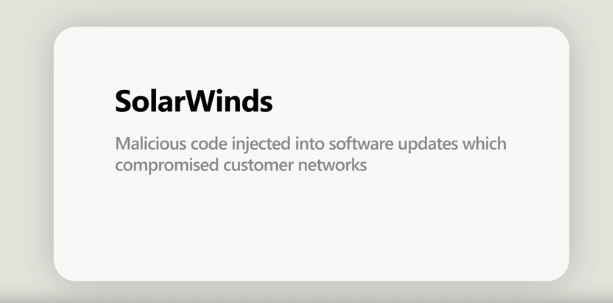 SolarWinds
Malicious code injected into software updates which
compromised customer networks